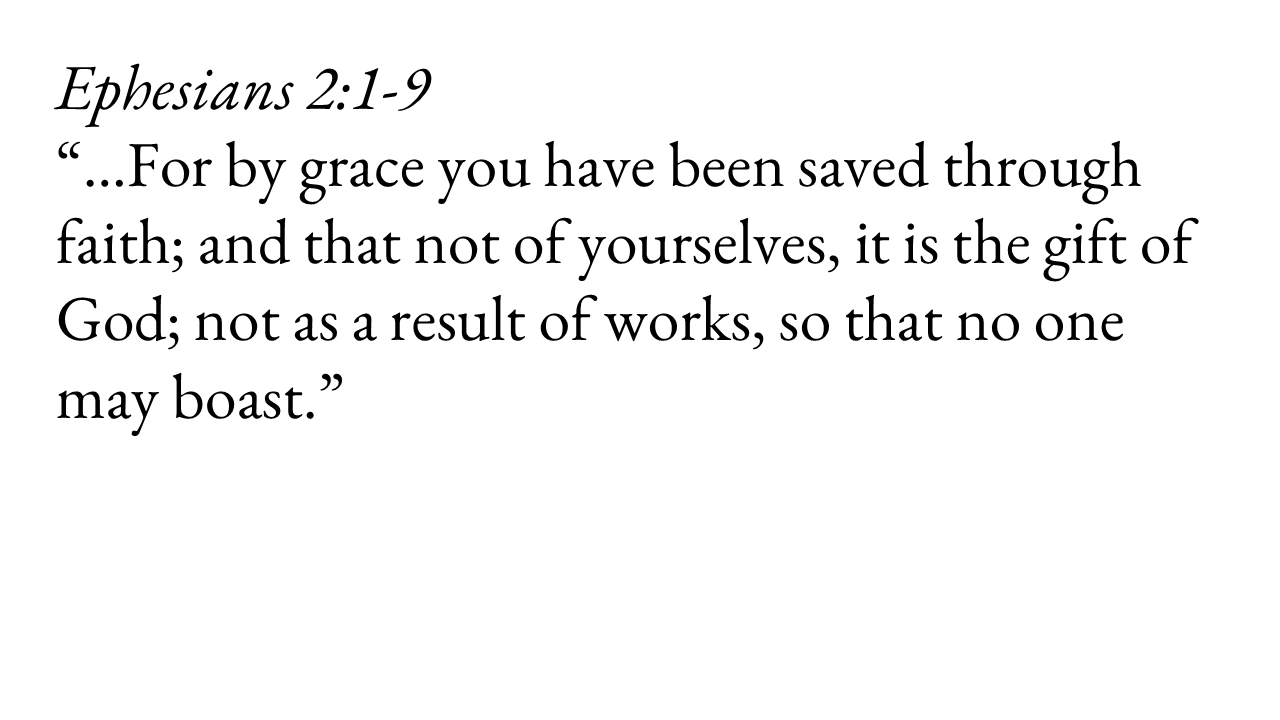 Ephesians 2:1-9
“…For by grace you have been saved through
faith; and that not of yourselves, it is the gift of
God; not as a result of works, so that no one
may boast.”